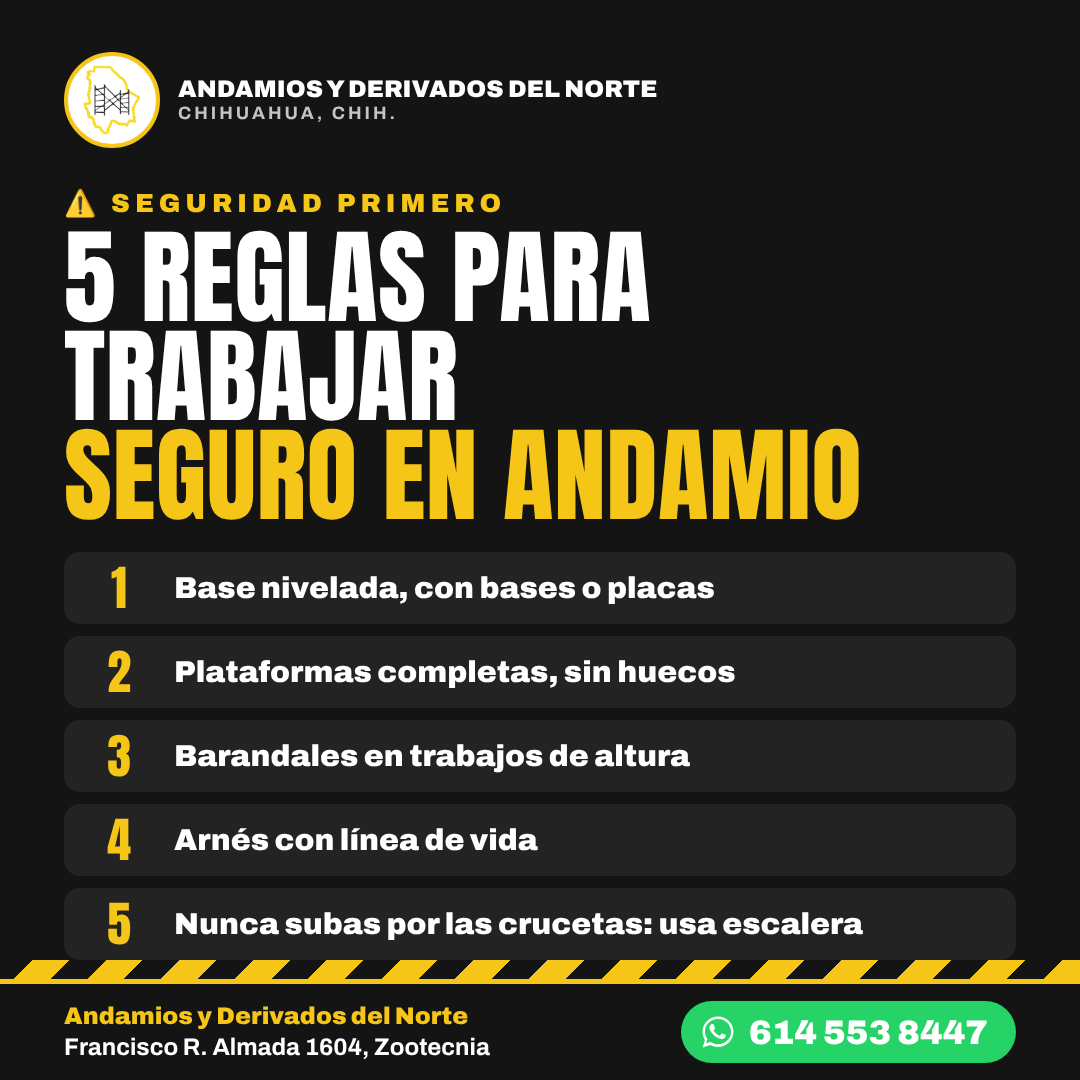 ANDAMIOS Y DERIVADOS DEL NORTE
CHIHUAHUA, CHIH.
⚠️ SEGURIDAD PRIMERO
5 REGLAS PARA
TRABAJAR
SEGURO EN ANDAMIO
1 Base nivelada, con bases o placas
2 Plataformas completas, sin huecos
3 Barandales en trabajos de altura
4 Arnés con línea de vida
5 Nunca subas por las crucetas: usa escalera
Andamios y Derivados del Norte
Francisco R. Almada 1604, Zootecnia
614 553 8447